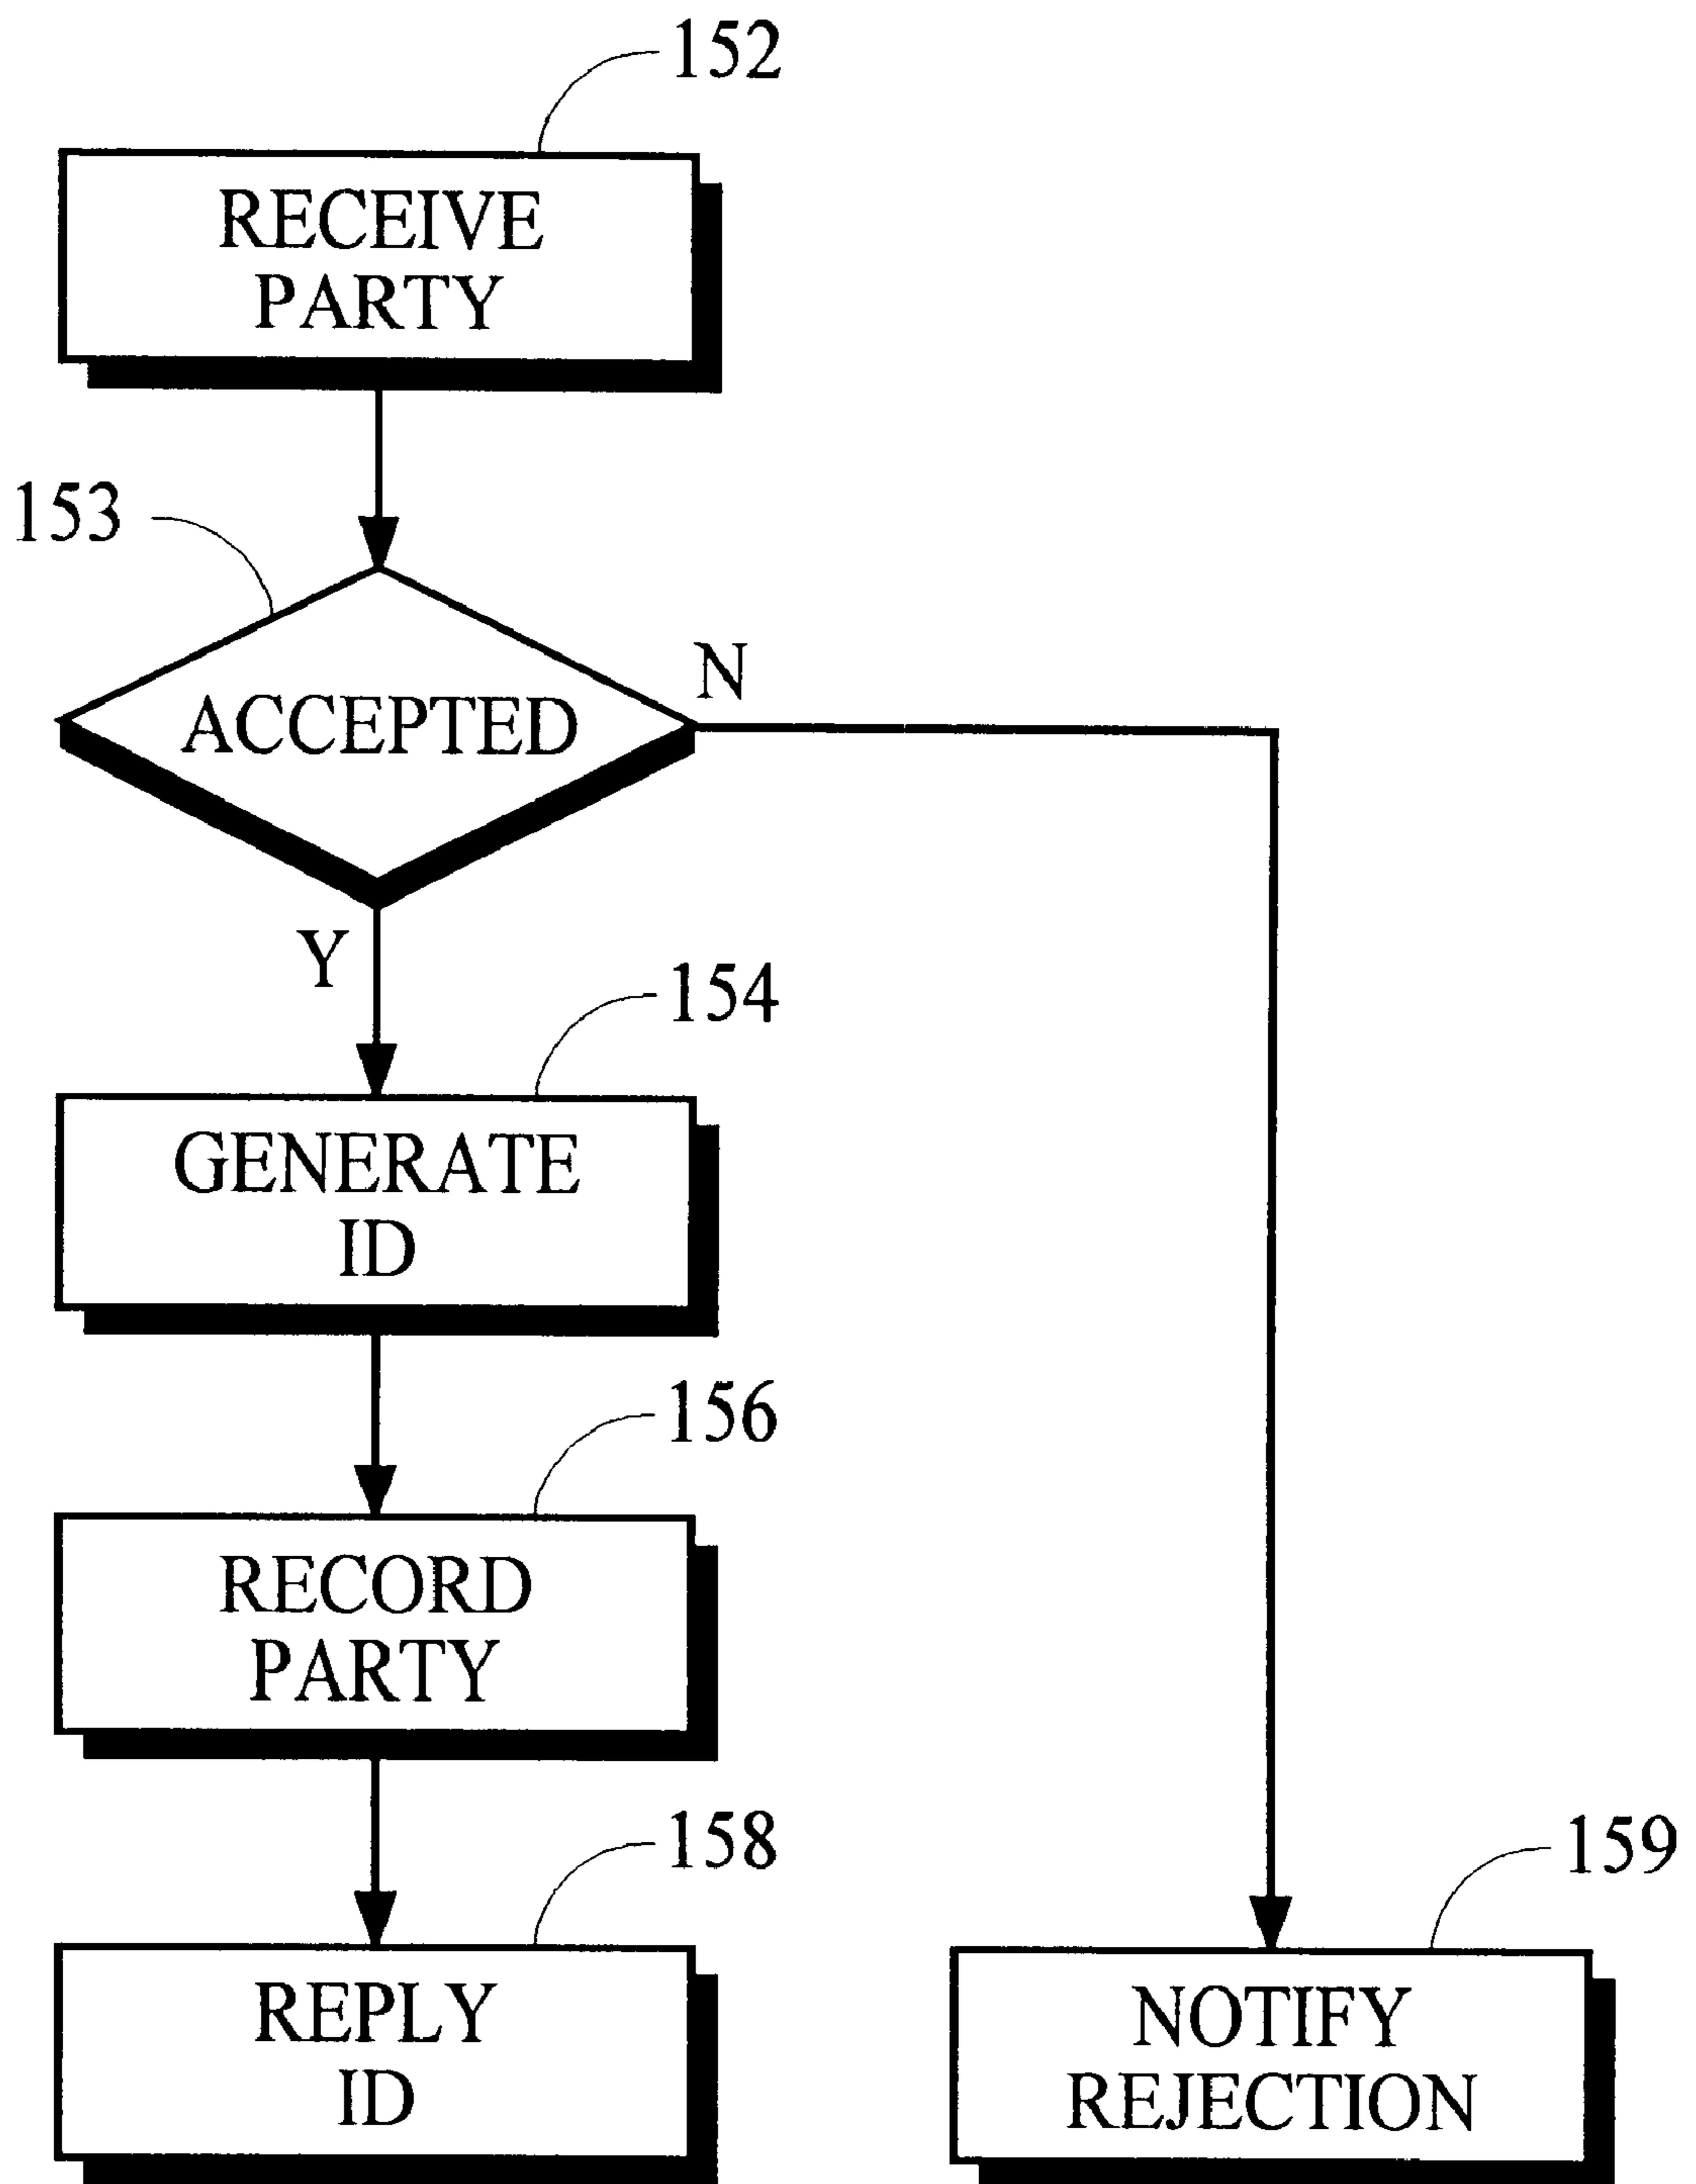 152
RECEIVE
PARTY
153
N
ACCEPTED
Y
154
GENERATE
ID
156
RECORD
PARTY
158
REPLY
ID
159
NOTIFY
REJECTION